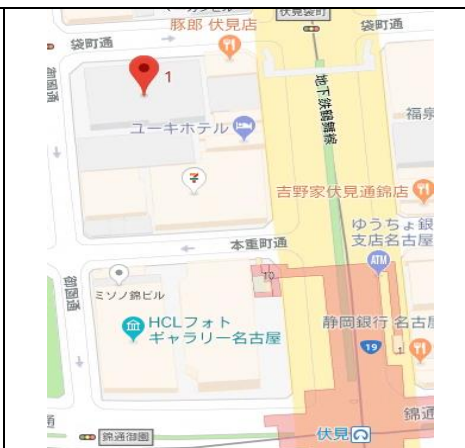 伏見袋町
豚郎 伏見店
袋町通
袋町通
御園通
1
地下鉄鶴舞線
ユーキホテル
福泉
吉野家伏見通錦店
ゆうちょ銀
支店名古屋
本重町通
御園通
10
ATM
ミソノ錦ビル
HCLフォト
ギャラリー名古屋
静岡銀行 名古屋
19
1
錦通
錦通御園
伏見